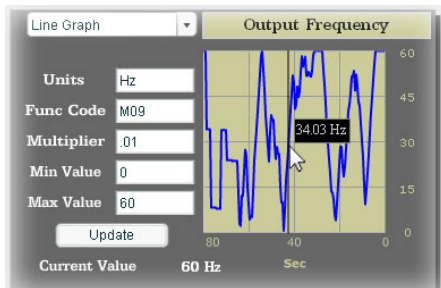 Line Graph
Output Frequency
Units
Hz
Func Code
M09
Multiplier
.01
Min Value
0
Max Value
60
Update
Current Value
60 Hz
60
45
30
15
0
34.03 Hz
80
40
0
Sec